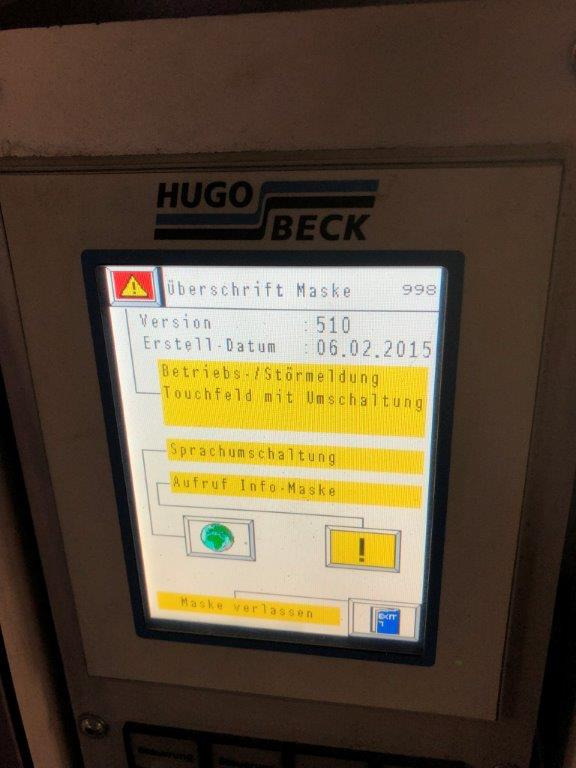 HUGO
BECK
Überschrift Maske 998
Version : 510
Erstell-Datum : 06.02.2015
Betriebs-/Störmeldung
Touchfeld mit Umschaltung
Sprachumschaltung
Aufruf Info-Maske
!
Maske verlassen
EXIT